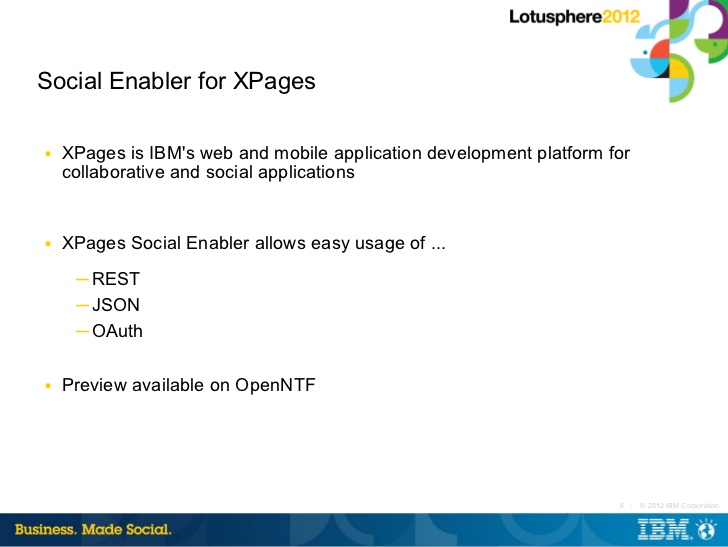 Lotusphere2012
Social Enabler for XPages
▪ XPages is IBM's web and mobile application development platform for
collaborative and social applications
▪ XPages Social Enabler allows easy usage of ...
─ REST
─ JSON
─ OAuth
▪ Preview available on OpenNTF
6 | © 2012 IBM Corporation
Business. Made Social.
IBM.